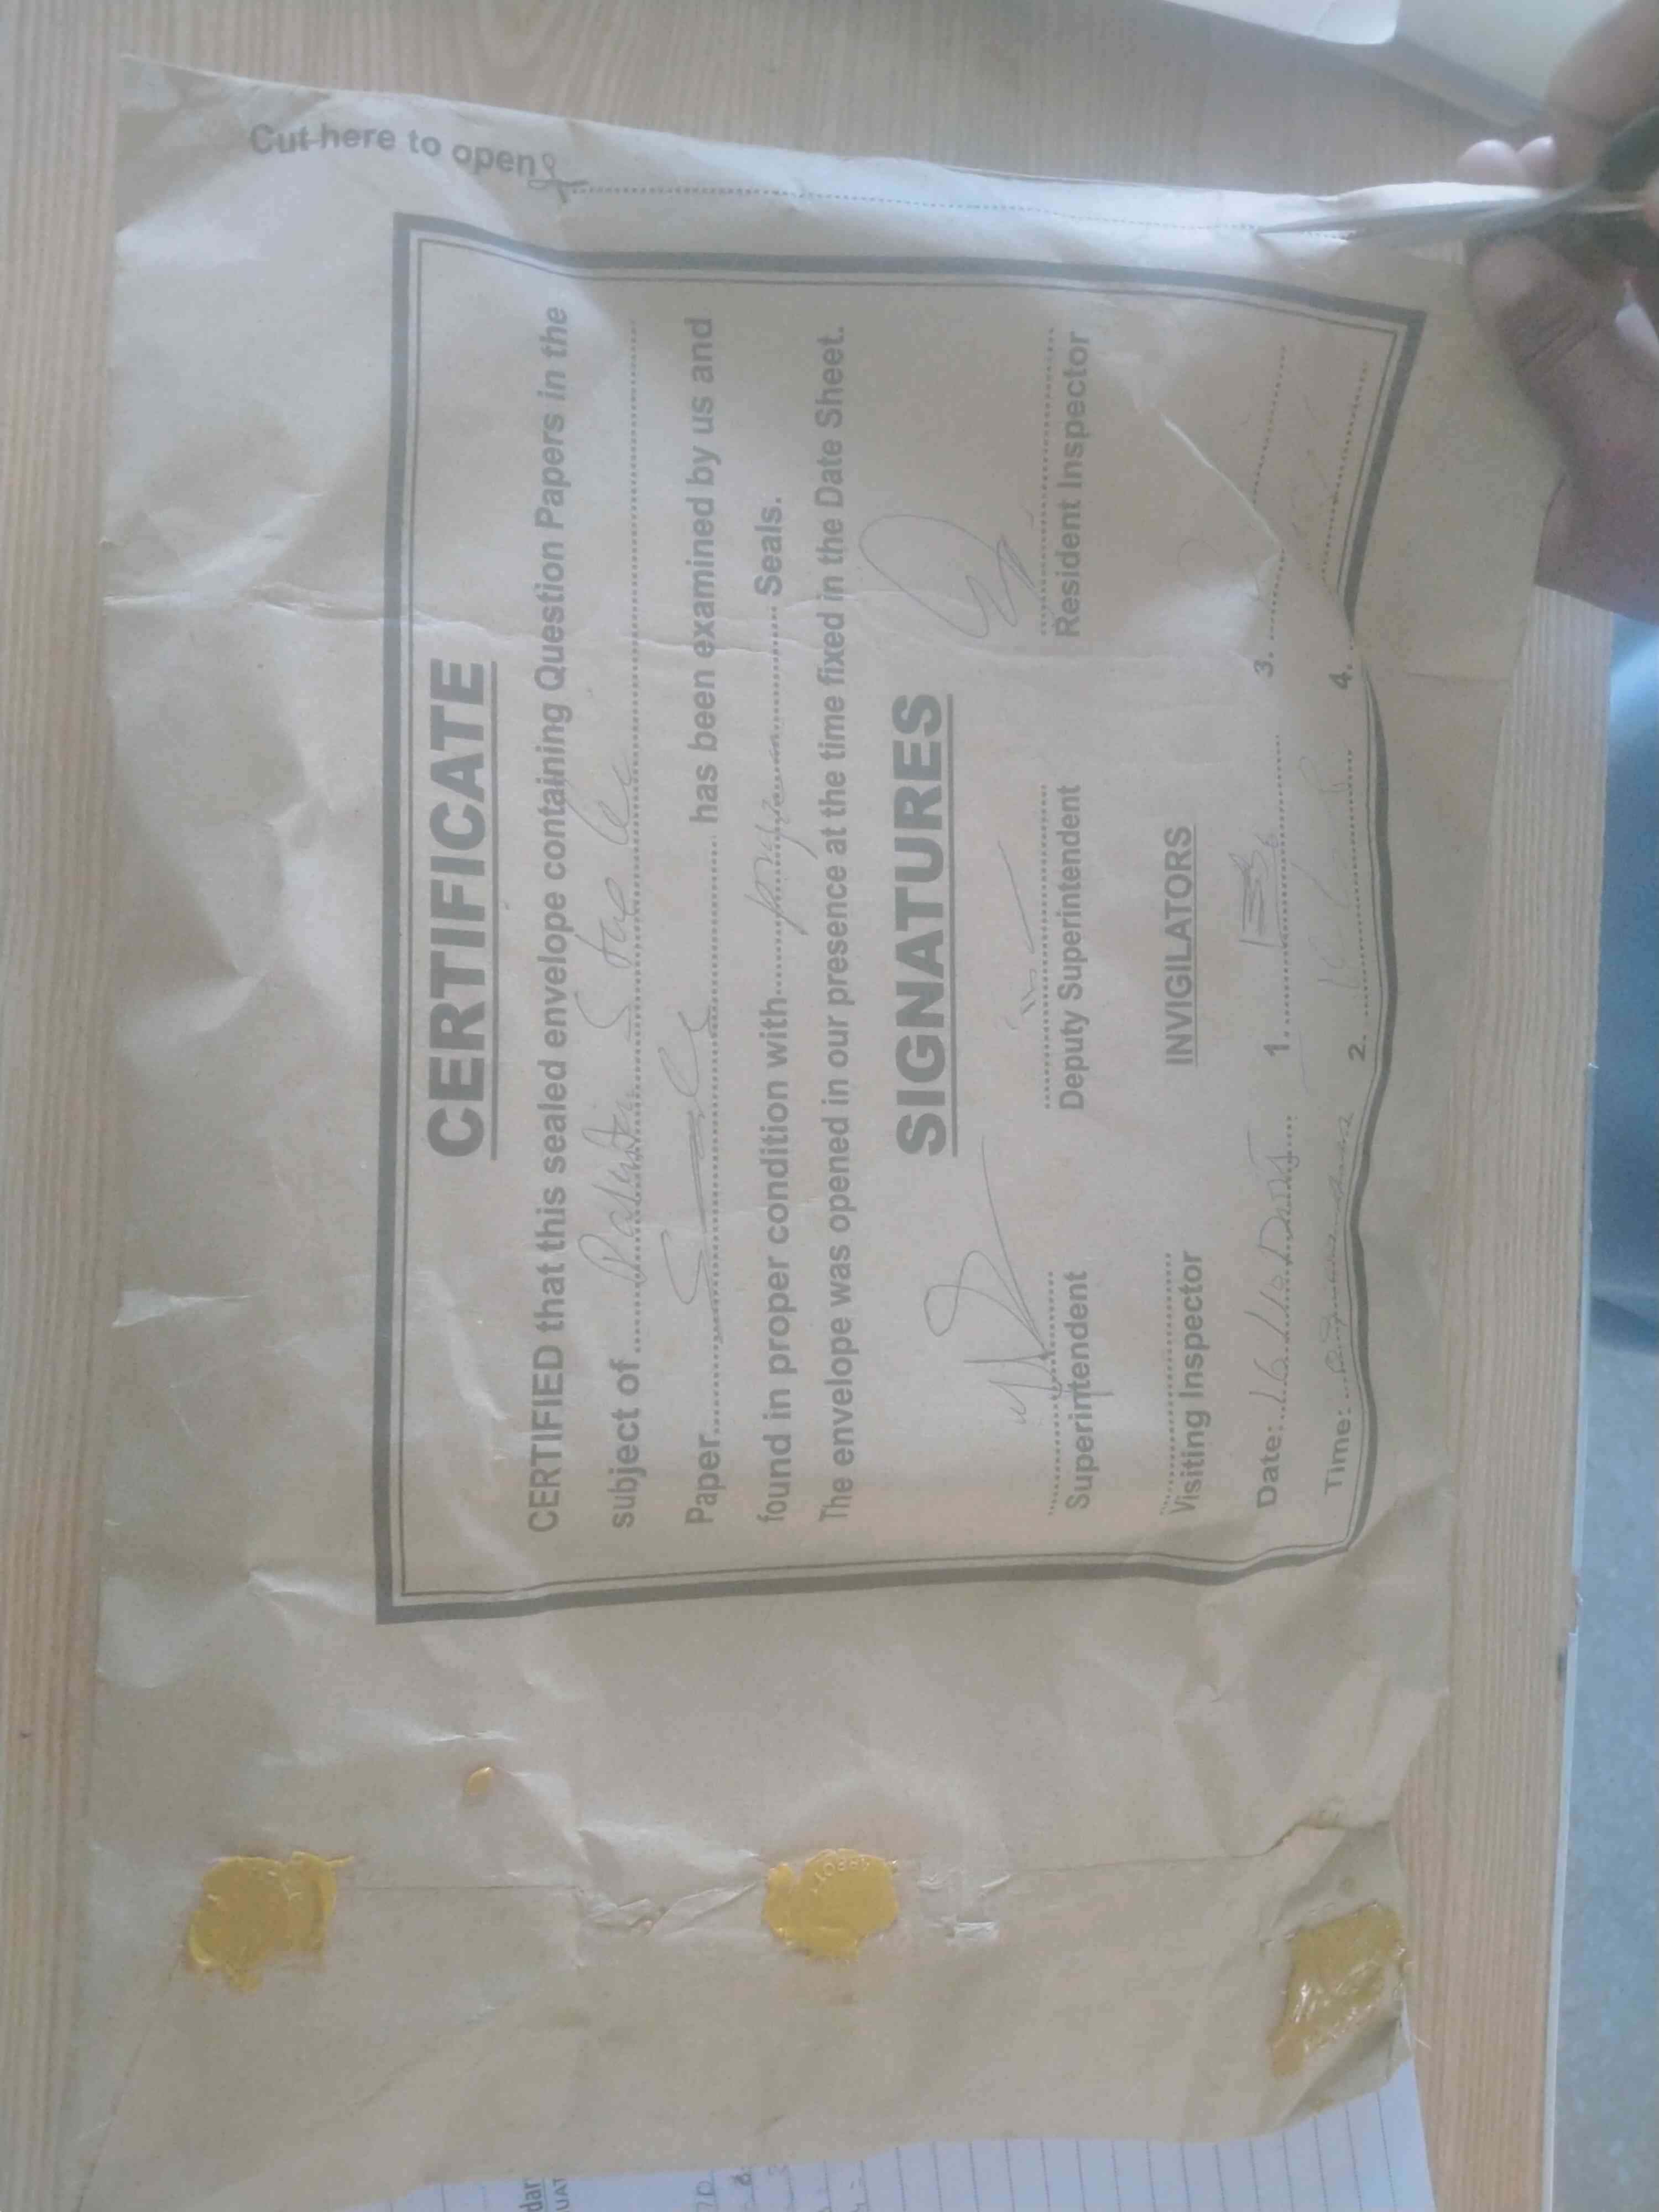 Cut here to open
CERTIFICATE
CERTIFIED that this sealed envelope containing Question Papers in the
subject of Pakistan Studies
Paper has been examined by us and
found in proper condition with proper Seals.
The envelope was opened in our presence at the time fixed in the Date Sheet.
SIGNATURES
Superintendent Deputy Superintendent Resident Inspector
Visiting Inspector INVIGILATORS
Date: 1. 3.
Time: 2. 4.